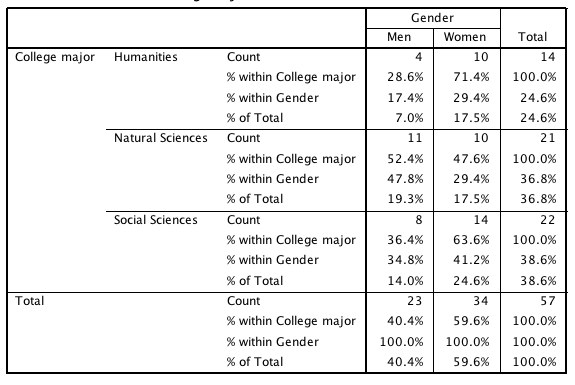 Gender
Men Women Total
College major Humanities Count 4 10 14
% within College major 28.6% 71.4% 100.0%
% within Gender 17.4% 29.4% 24.6%
% of Total 7.0% 17.5% 24.6%
Natural Sciences Count 11 10 21
% within College major 52.4% 47.6% 100.0%
% within Gender 47.8% 29.4% 36.8%
% of Total 19.3% 17.5% 36.8%
Social Sciences Count 8 14 22
% within College major 36.4% 63.6% 100.0%
% within Gender 34.8% 41.2% 38.6%
% of Total 14.0% 24.6% 38.6%
Total Count 23 34 57
% within College major 40.4% 59.6% 100.0%
% within Gender 100.0% 100.0% 100.0%
% of Total 40.4% 59.6% 100.0%